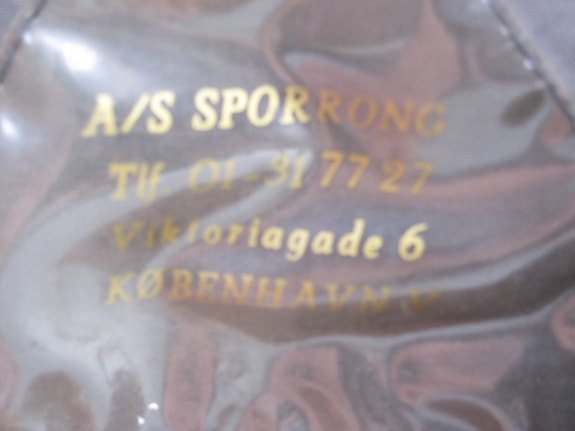 A/S SPORRONG
Tlf. 01-31 77 27
Viktoriagade 6
KØBENHAVN V